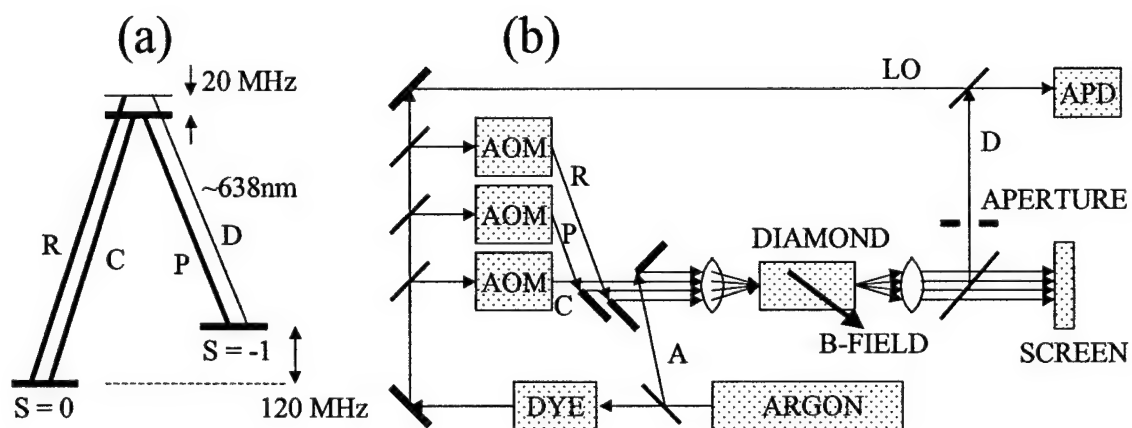 (a)
20 MHz
~638nm
R
C
P
D
S = -1
S = 0
120 MHz
(b)
LO
APD
AOM
R
D
AOM
P
APERTURE
DIAMOND
AOM
C
B-FIELD
SCREEN
A
DYE
ARGON